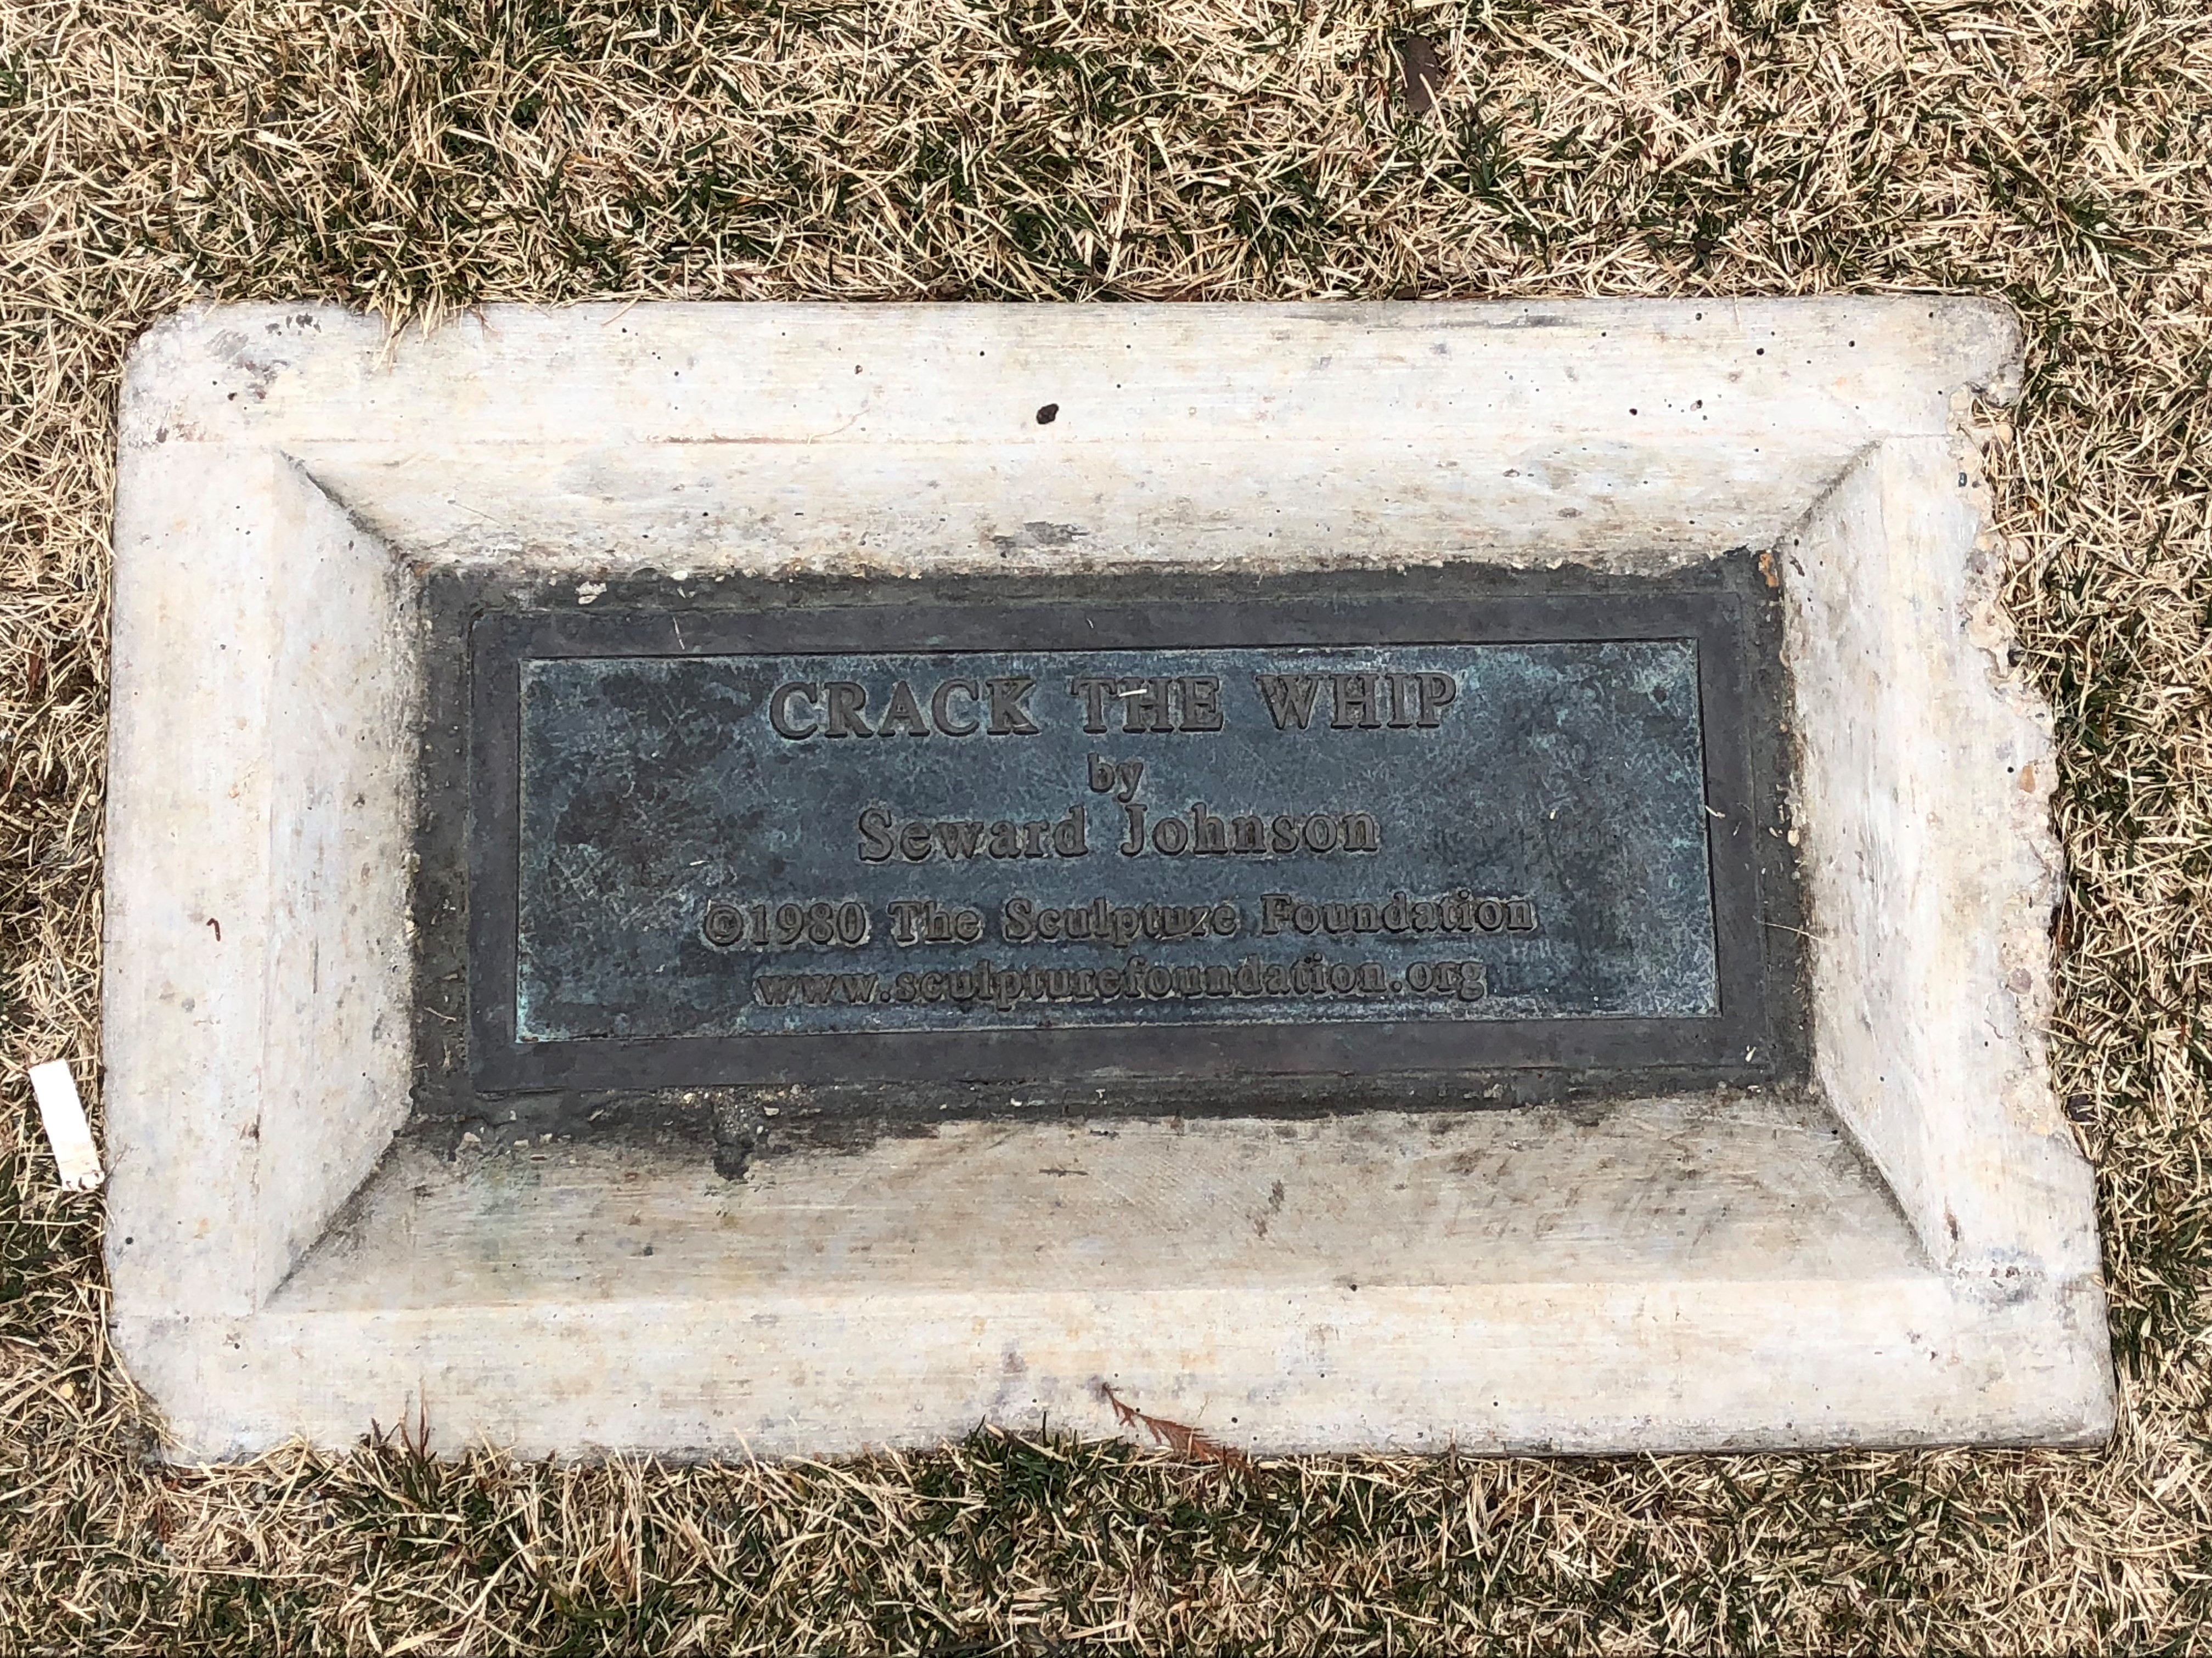 CRACK THE WHIP
by
Seward Johnson
©1980 The Sculpture Foundation
www.sculpturefoundation.org